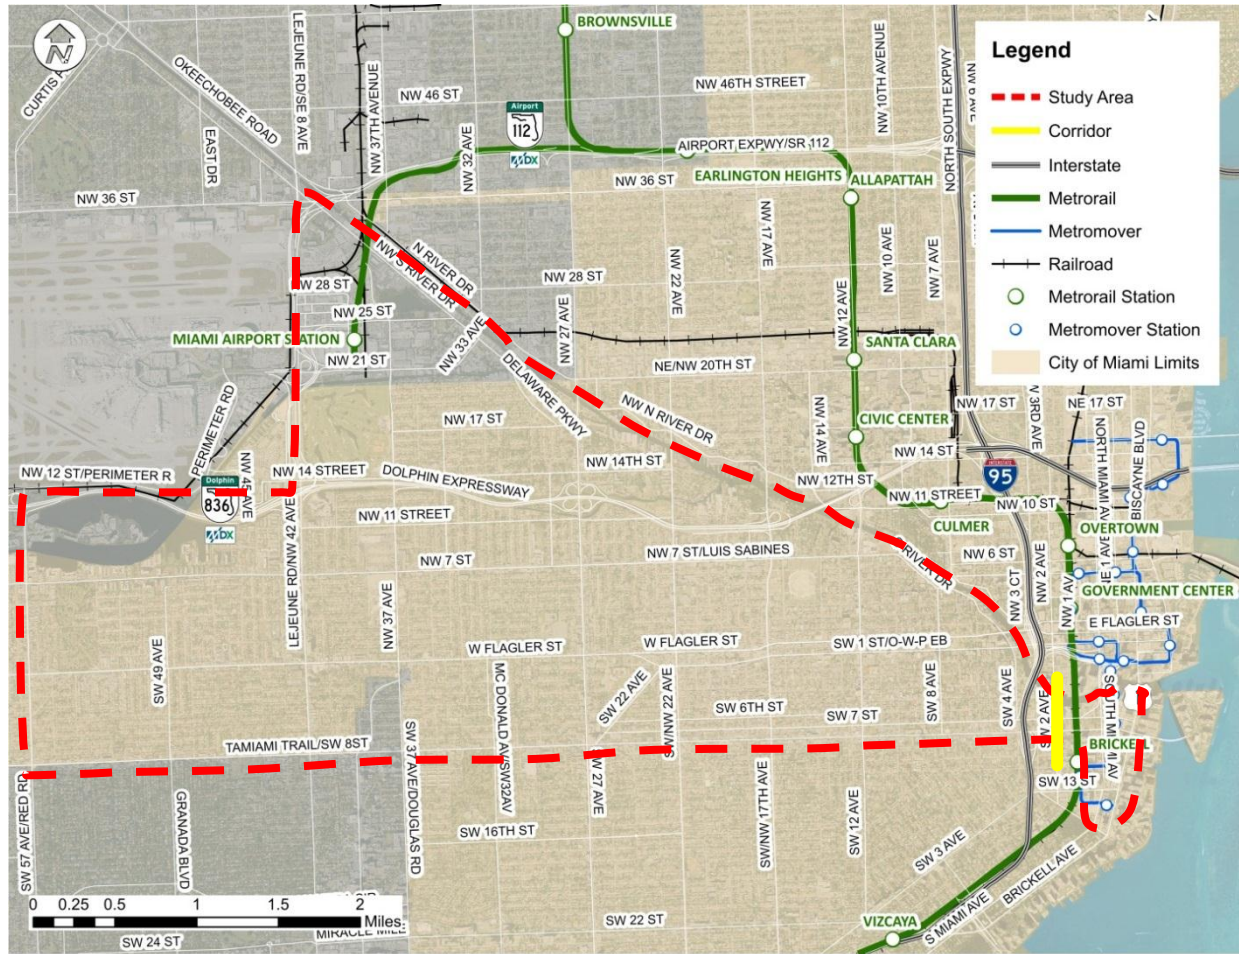 BROWNSVILLE
LEJEUNE RD/SE 8 AVE
OKEECHOBEE ROAD
NW 37TH AVENUE
EAST DR
N
NW 46 ST
NW 46TH STREET
NW 10TH AVENUE
NORTH SOUTH EXPWY
Airport
112
mdx
NW 32 AVE
AIRPORT EXPWY/SR 112
EARLINGTON HEIGHTS
ALLAPATTAH
NW 36 ST
NW 36 ST
NW 17 AVE
NW 10 AVE
NW 7 AVE
N RIVER DR
NW S RIVER DR
NW 28 ST
NW 28 ST
NW 22 AVE
NW 25 ST
MIAMI AIRPORT STATION
NW 21 ST
NW 33 AVE
NW 27 AVE
NW 12 AVE
SANTA CLARA
NE/NW 20TH ST
DELAWARE PKWY
PERIMETER RD
NW 17 ST
NW N RIVER DR
NW 14 AVE
CIVIC CENTER
NW 17 ST
NW 3RD AVE
NE 17 ST
NORTH MIAMI AV
BISCAYNE BLVD
NW 14 ST
NW 12 ST/PERIMETER R
NW 45 AVE
NW 14 STREET
DOLPHIN EXPRESSWAY
NW 14TH ST
NW 12TH ST
INTERSTATE
95
Dolphin
836
mdx
NW 11 STREET
NW 11 STREET
NW 10 ST
CULMER
OVERTOWN
LEJEUNE RD/NW 42 AVE
NW 7 ST
NW 7 ST/LUIS SABINES
RIVER DR
NW 6 ST
NW 3 CT
NW 2 AVE
NW 1 AV
NE 1 AVE
GOVERNMENT CENTER
NW 37 AVE
E FLAGLER ST
SW 49 AVE
W FLAGLER ST
W FLAGLER ST
SW 1 ST/O-W-P EB
MC DONALD AV/SW32AV
SW 22 AVE
SW/NW 22 AVE
SW 8 AVE
SW 4 AVE
SW 2 AVE
SOUTH MIAMI AV
SW 6TH ST
SW 7 ST
TAMIAMI TRAIL/SW 8ST
BRICKELL
SW 13 ST
SW 57 AVE/RED RD
GRANADA BLVD
SW 37 AVE/DOUGLAS RD
SW 27 AVE
SW/NW 17TH AVE
SW 12 AVE
SW 16TH ST
SW 3 AVE
BRICKELL AVE
S MIAMI AVE
VIZCAYA
SW 22 ST
SW 24 ST
MIRACLE MILE
0 0.25 0.5 1 1.5 2
Miles
Legend
Study Area
Corridor
Interstate
Metrorail
Metromover
Railroad
Metrorail Station
Metromover Station
City of Miami Limits